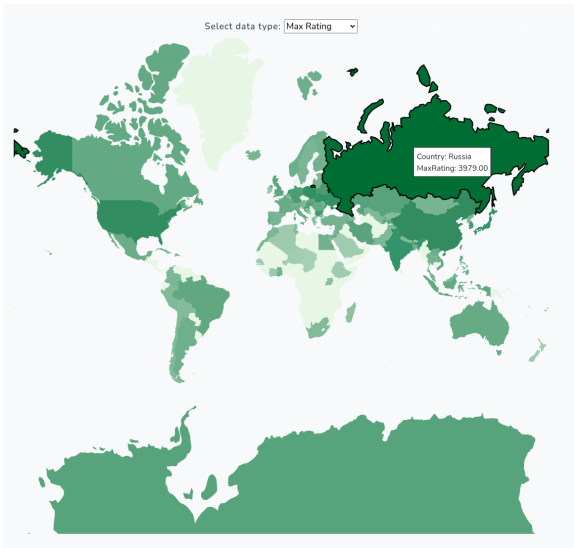 Select data type: Max Rating
Country: Russia
MaxRating: 3979.00